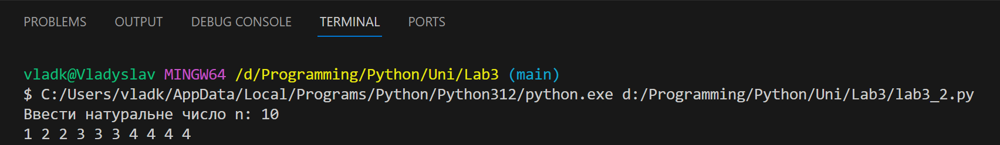 PROBLEMS OUTPUT DEBUG CONSOLE TERMINAL PORTS
vladk@Vladyslav MINGW64 /d/Programming/Python/Uni/Lab3 (main)
$ C:/Users/vladk/AppData/Local/Programs/Python/Python312/python.exe d:/Programming/Python/Uni/Lab3/lab3_2.py
Ввести натуральне число n: 10
1 2 2 3 3 3 4 4 4 4